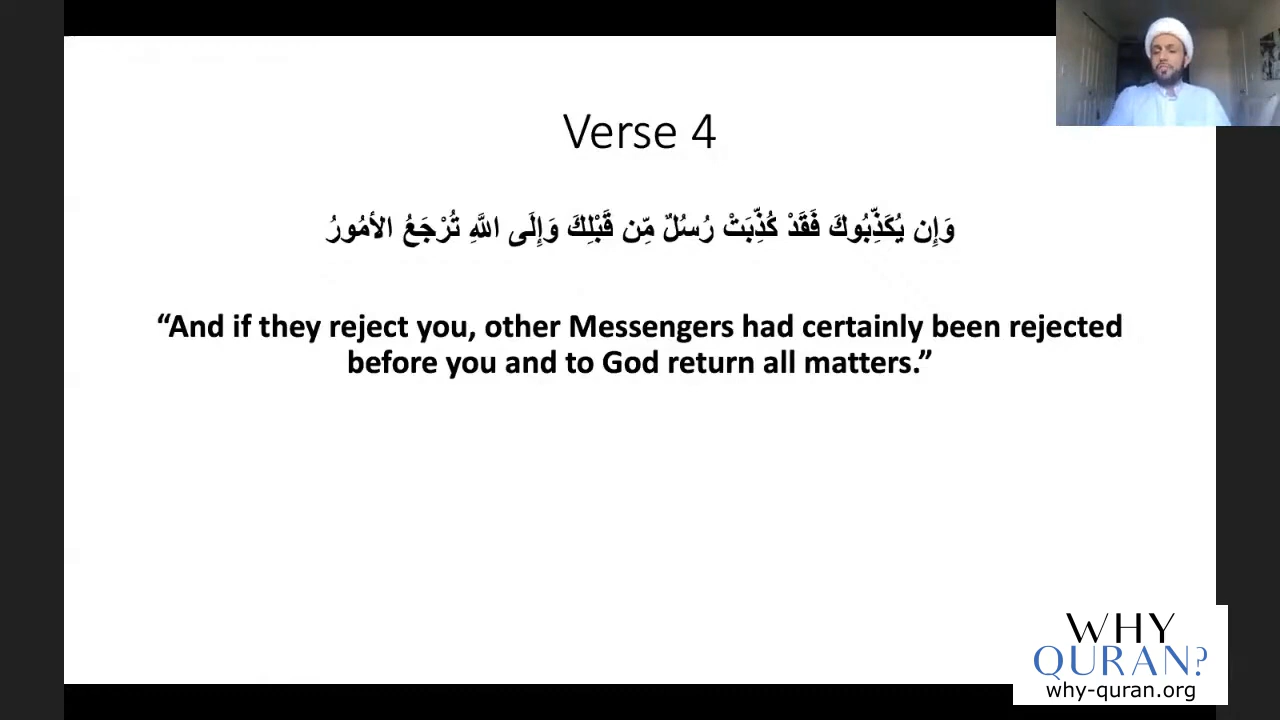 Verse 4
وَإِن يُكَذِّبُوكَ فَقَدْ كُذِّبَتْ رُسُلٌ مِّن قَبْلِكَ وَإِلَى اللَّهِ تُرْجَعُ الأمُورُ
“And if they reject you, other Messengers had certainly been rejected
before you and to God return all matters.”
WHY
QURAN?
why-quran.org